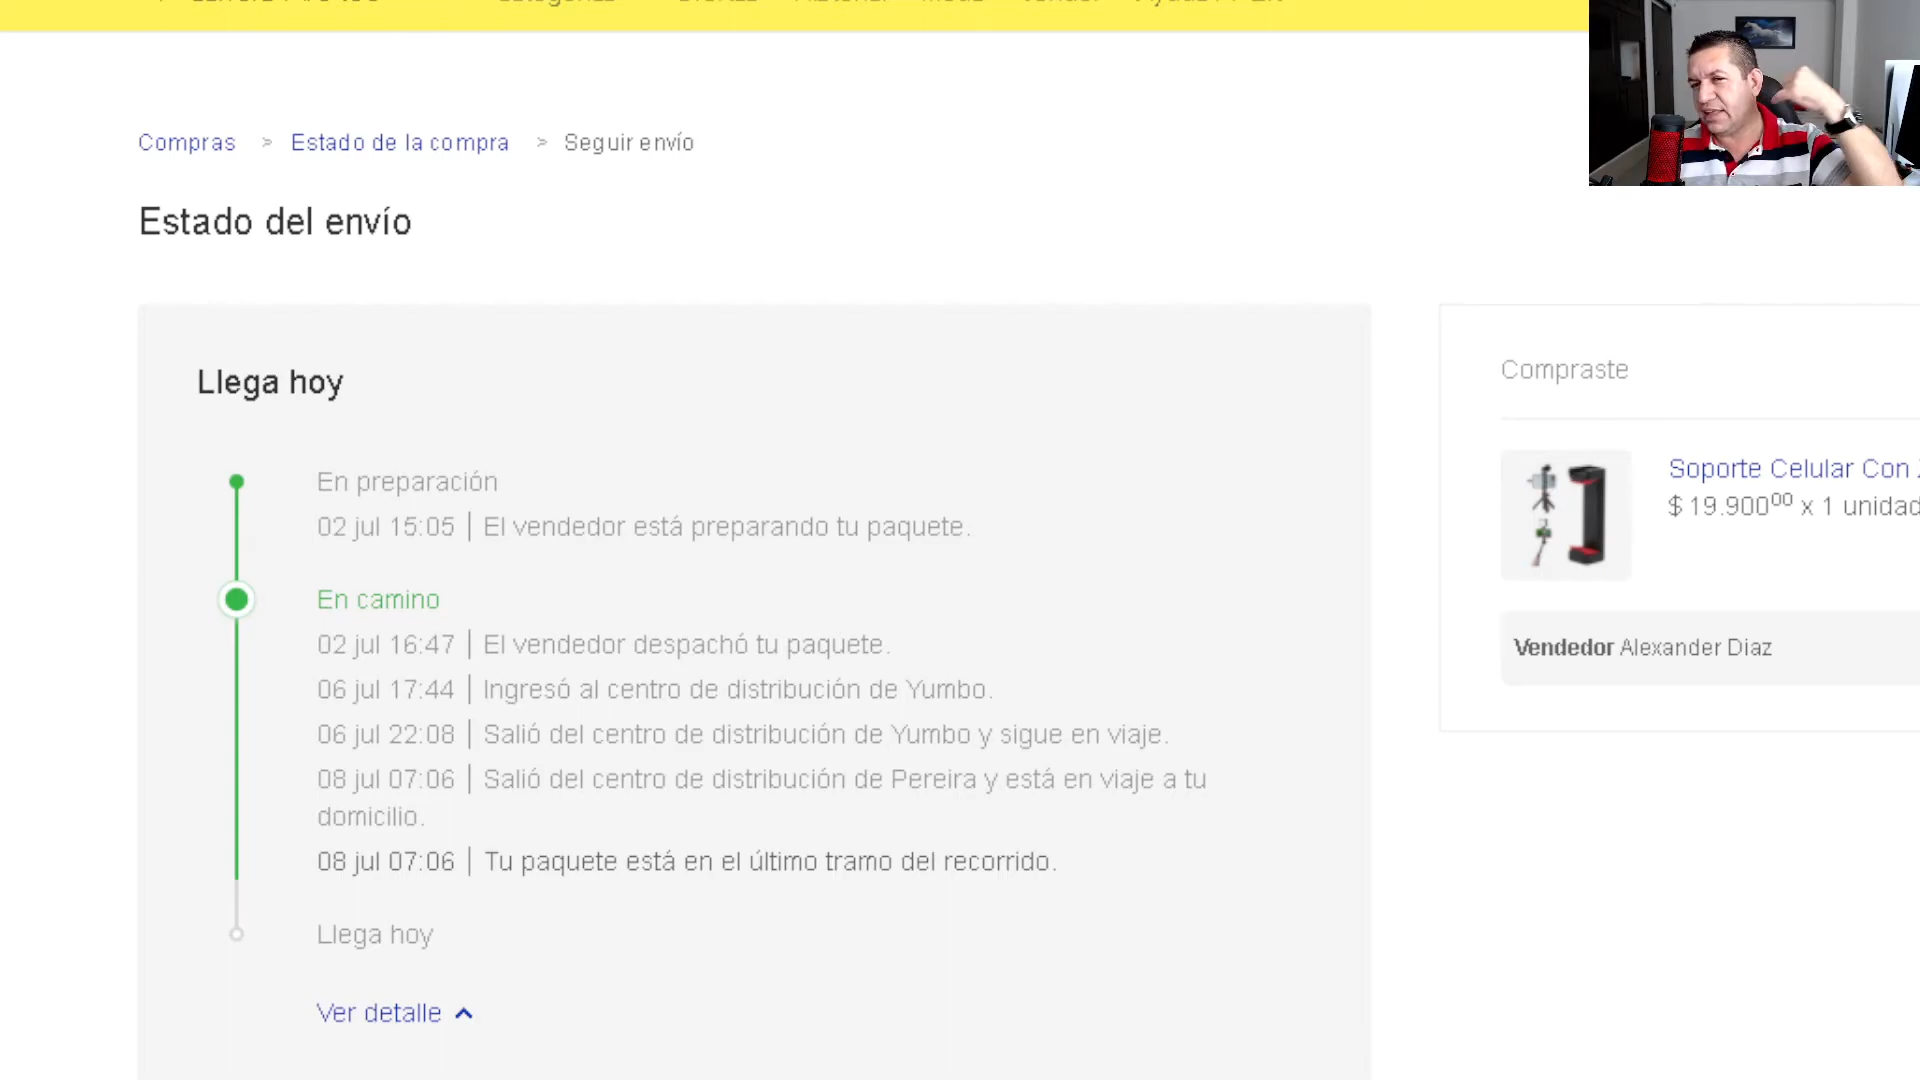 Compras > Estado de la compra > Seguir envío
Estado del envío
Llega hoy
En preparación
02 jul 15:05 | El vendedor está preparando tu paquete.
En camino
02 jul 16:47 | El vendedor despachó tu paquete.
06 jul 17:44 | Ingresó al centro de distribución de Yumbo.
06 jul 22:08 | Salió del centro de distribución de Yumbo y sigue en viaje.
08 jul 07:06 | Salió del centro de distribución de Pereira y está en viaje a tu
domicilio.
08 jul 07:06 | Tu paquete está en el último tramo del recorrido.
Llega hoy
Ver detalle
Compraste
Soporte Celular Con
$ 19.900⁰⁰ x 1 unidad
Vendedor Alexander Diaz